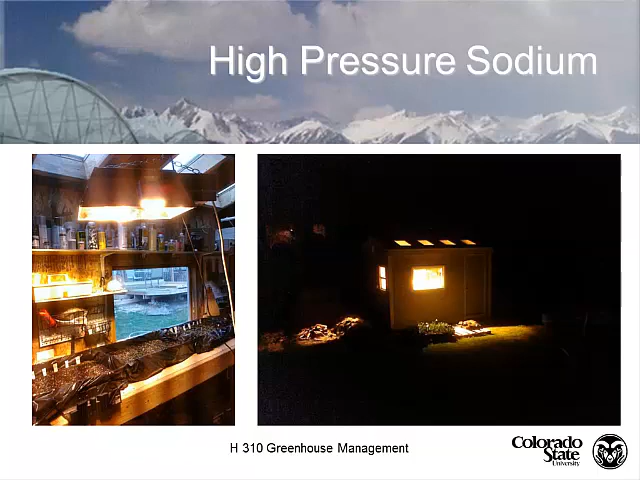 High Pressure Sodium
H 310 Greenhouse Management
Colorado
State
University